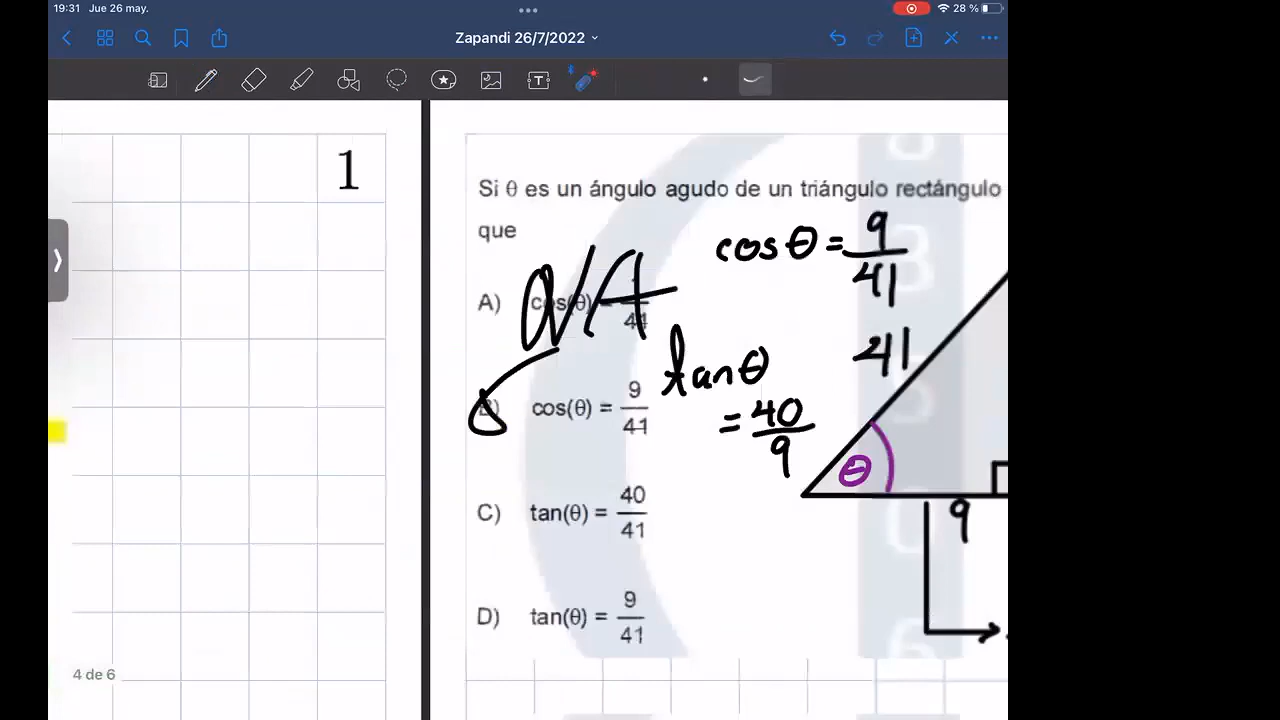 19:31 Jue 26 may.
28 %
Zapandi 26/7/2022
1
Si θ es un ángulo agudo de un triángulo rectángulo
que
cosθ = 9/41
A) cos(θ) =
41
tanθ
= 40/9
B) cos(θ) = 9/41
θ
9
C) tan(θ) = 40/41
D) tan(θ) = 9/41
4 de 6